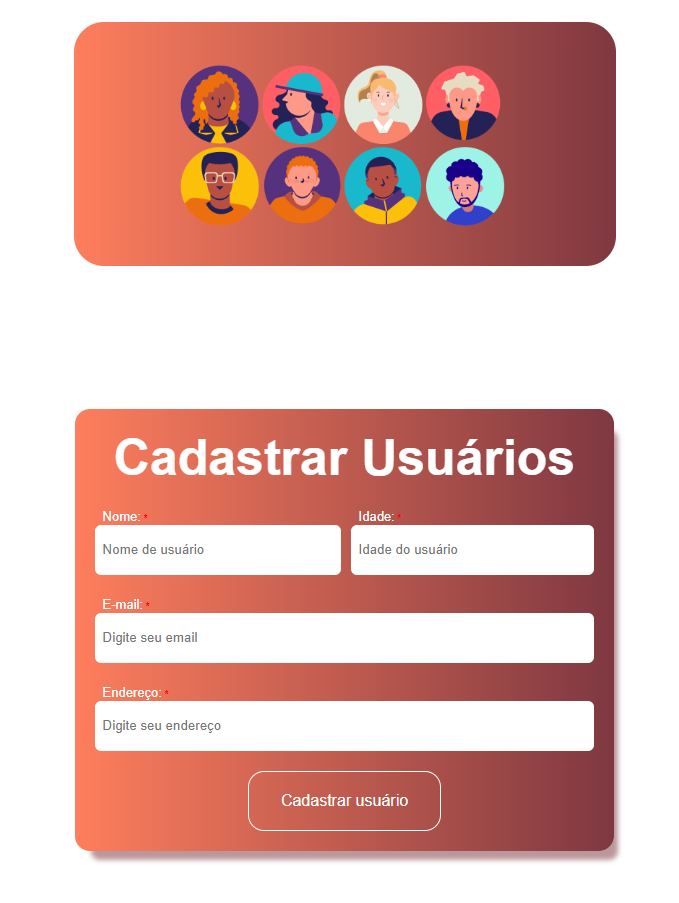 Cadastrar Usuários
Nome: * Idade: *
Nome de usuário Idade do usuário
E-mail: *
Digite seu email
Endereço: *
Digite seu endereço
Cadastrar usuário